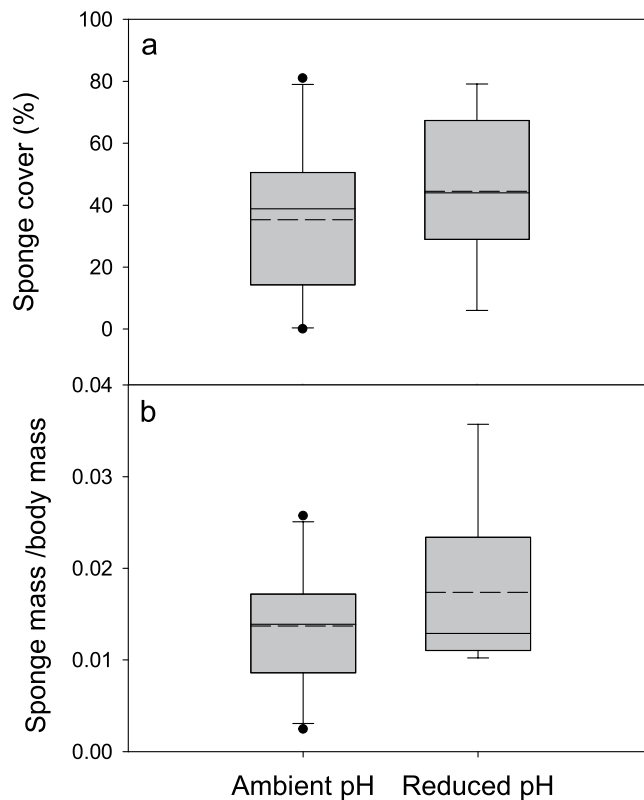 100
a
80
60
40
20
0
Sponge cover (%)
0.04
b
0.03
0.02
0.01
0.00
Sponge mass /body mass
Ambient pH Reduced pH